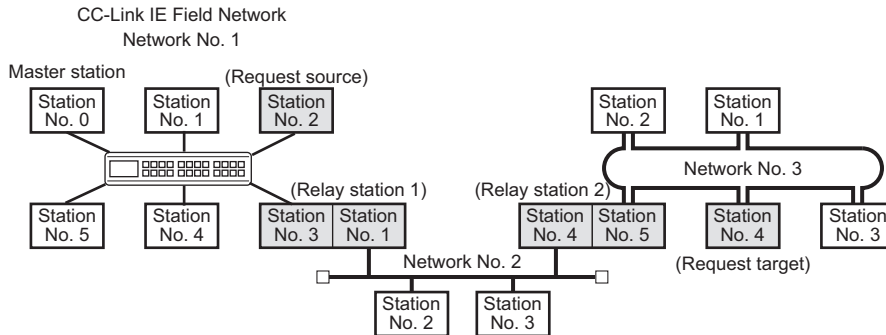 CC-Link IE Field Network
Network No. 1
Master station
(Request source)
Station
No. 0
Station
No. 1
Station
No. 2
Station
No. 2
Station
No. 1
Network No. 3
(Relay station 1)
(Relay station 2)
Station
No. 5
Station
No. 4
Station
No. 3
Station
No. 1
Station
No. 4
Station
No. 5
Station
No. 4
Station
No. 3
(Request target)
Network No. 2
Station
No. 2
Station
No. 3